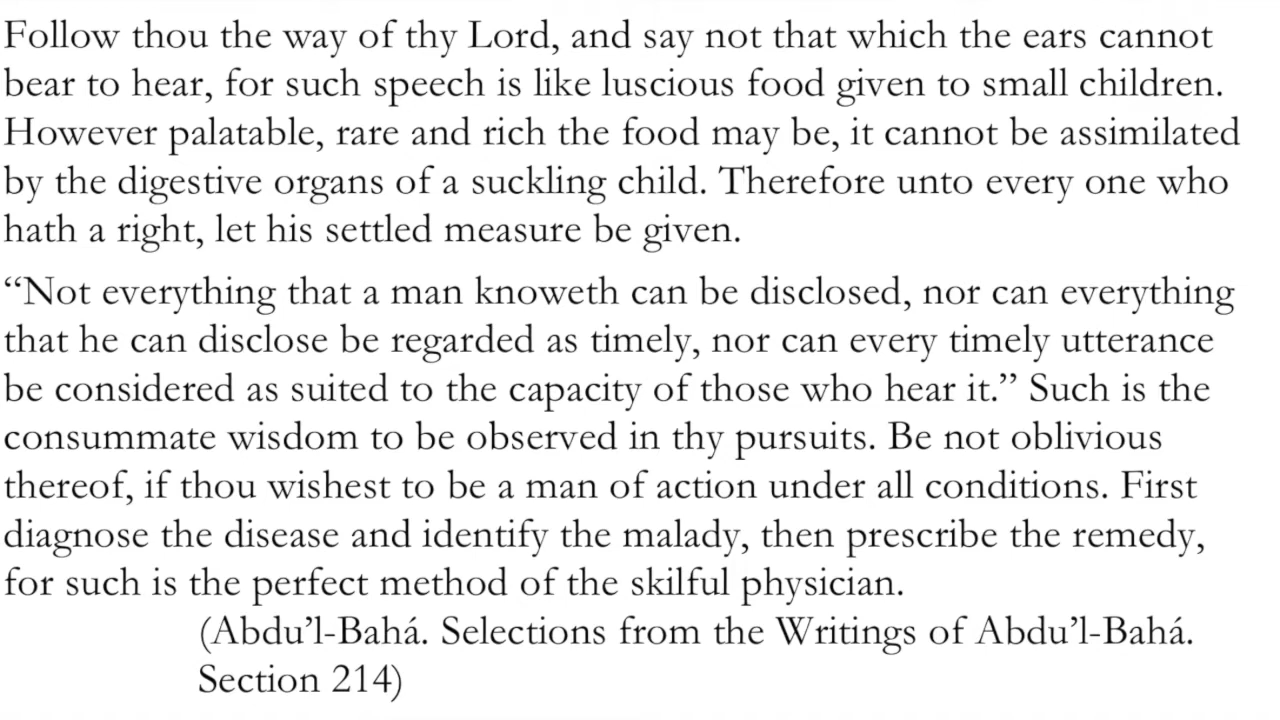 Follow thou the way of thy Lord, and say not that which the ears cannot
bear to hear, for such speech is like luscious food given to small children.
However palatable, rare and rich the food may be, it cannot be assimilated
by the digestive organs of a suckling child. Therefore unto every one who
hath a right, let his settled measure be given.
“Not everything that a man knoweth can be disclosed, nor can everything
that he can disclose be regarded as timely, nor can every timely utterance
be considered as suited to the capacity of those who hear it.” Such is the
consummate wisdom to be observed in thy pursuits. Be not oblivious
thereof, if thou wishest to be a man of action under all conditions. First
diagnose the disease and identify the malady, then prescribe the remedy,
for such is the perfect method of the skilful physician.
(Abdu’l-Bahá. Selections from the Writings of Abdu’l-Bahá.
Section 214)